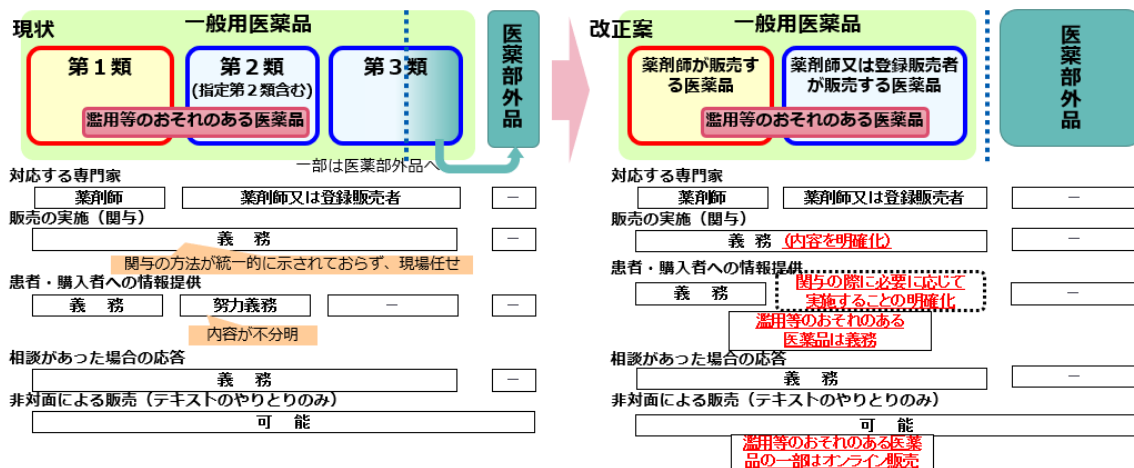 現状
一般用医薬品
第1類
第2類
(指定第2類含む)
第3類
濫用等のおそれのある医薬品
医薬部外品
一部は医薬部外品へ
対応する専門家
薬剤師
薬剤師又は登録販売者
－
販売の実施（関与）
義 務
－
関与の方法が統一的に示されておらず、現場任せ
患者・購入者への情報提供
義 務
努力義務
－
－
内容が不分明
相談があった場合の応答
義 務
－
非対面による販売（テキストのやりとりのみ）
可 能
改正案
一般用医薬品
薬剤師が販売す
る医薬品
薬剤師又は登録販売者
が販売する医薬品
濫用等のおそれのある医薬品
医薬部外品
対応する専門家
薬剤師
薬剤師又は登録販売者
－
販売の実施（関与）
義 務 (内容を明確化)
－
患者・購入者への情報提供
義 務
関与の際に必要に応じて
実施することの明確化
－
濫用等のおそれのある
医薬品は義務
相談があった場合の応答
義 務
－
非対面による販売（テキストのやりとりのみ）
可 能
濫用等のおそれのある医薬
品の一部はオンライン販売